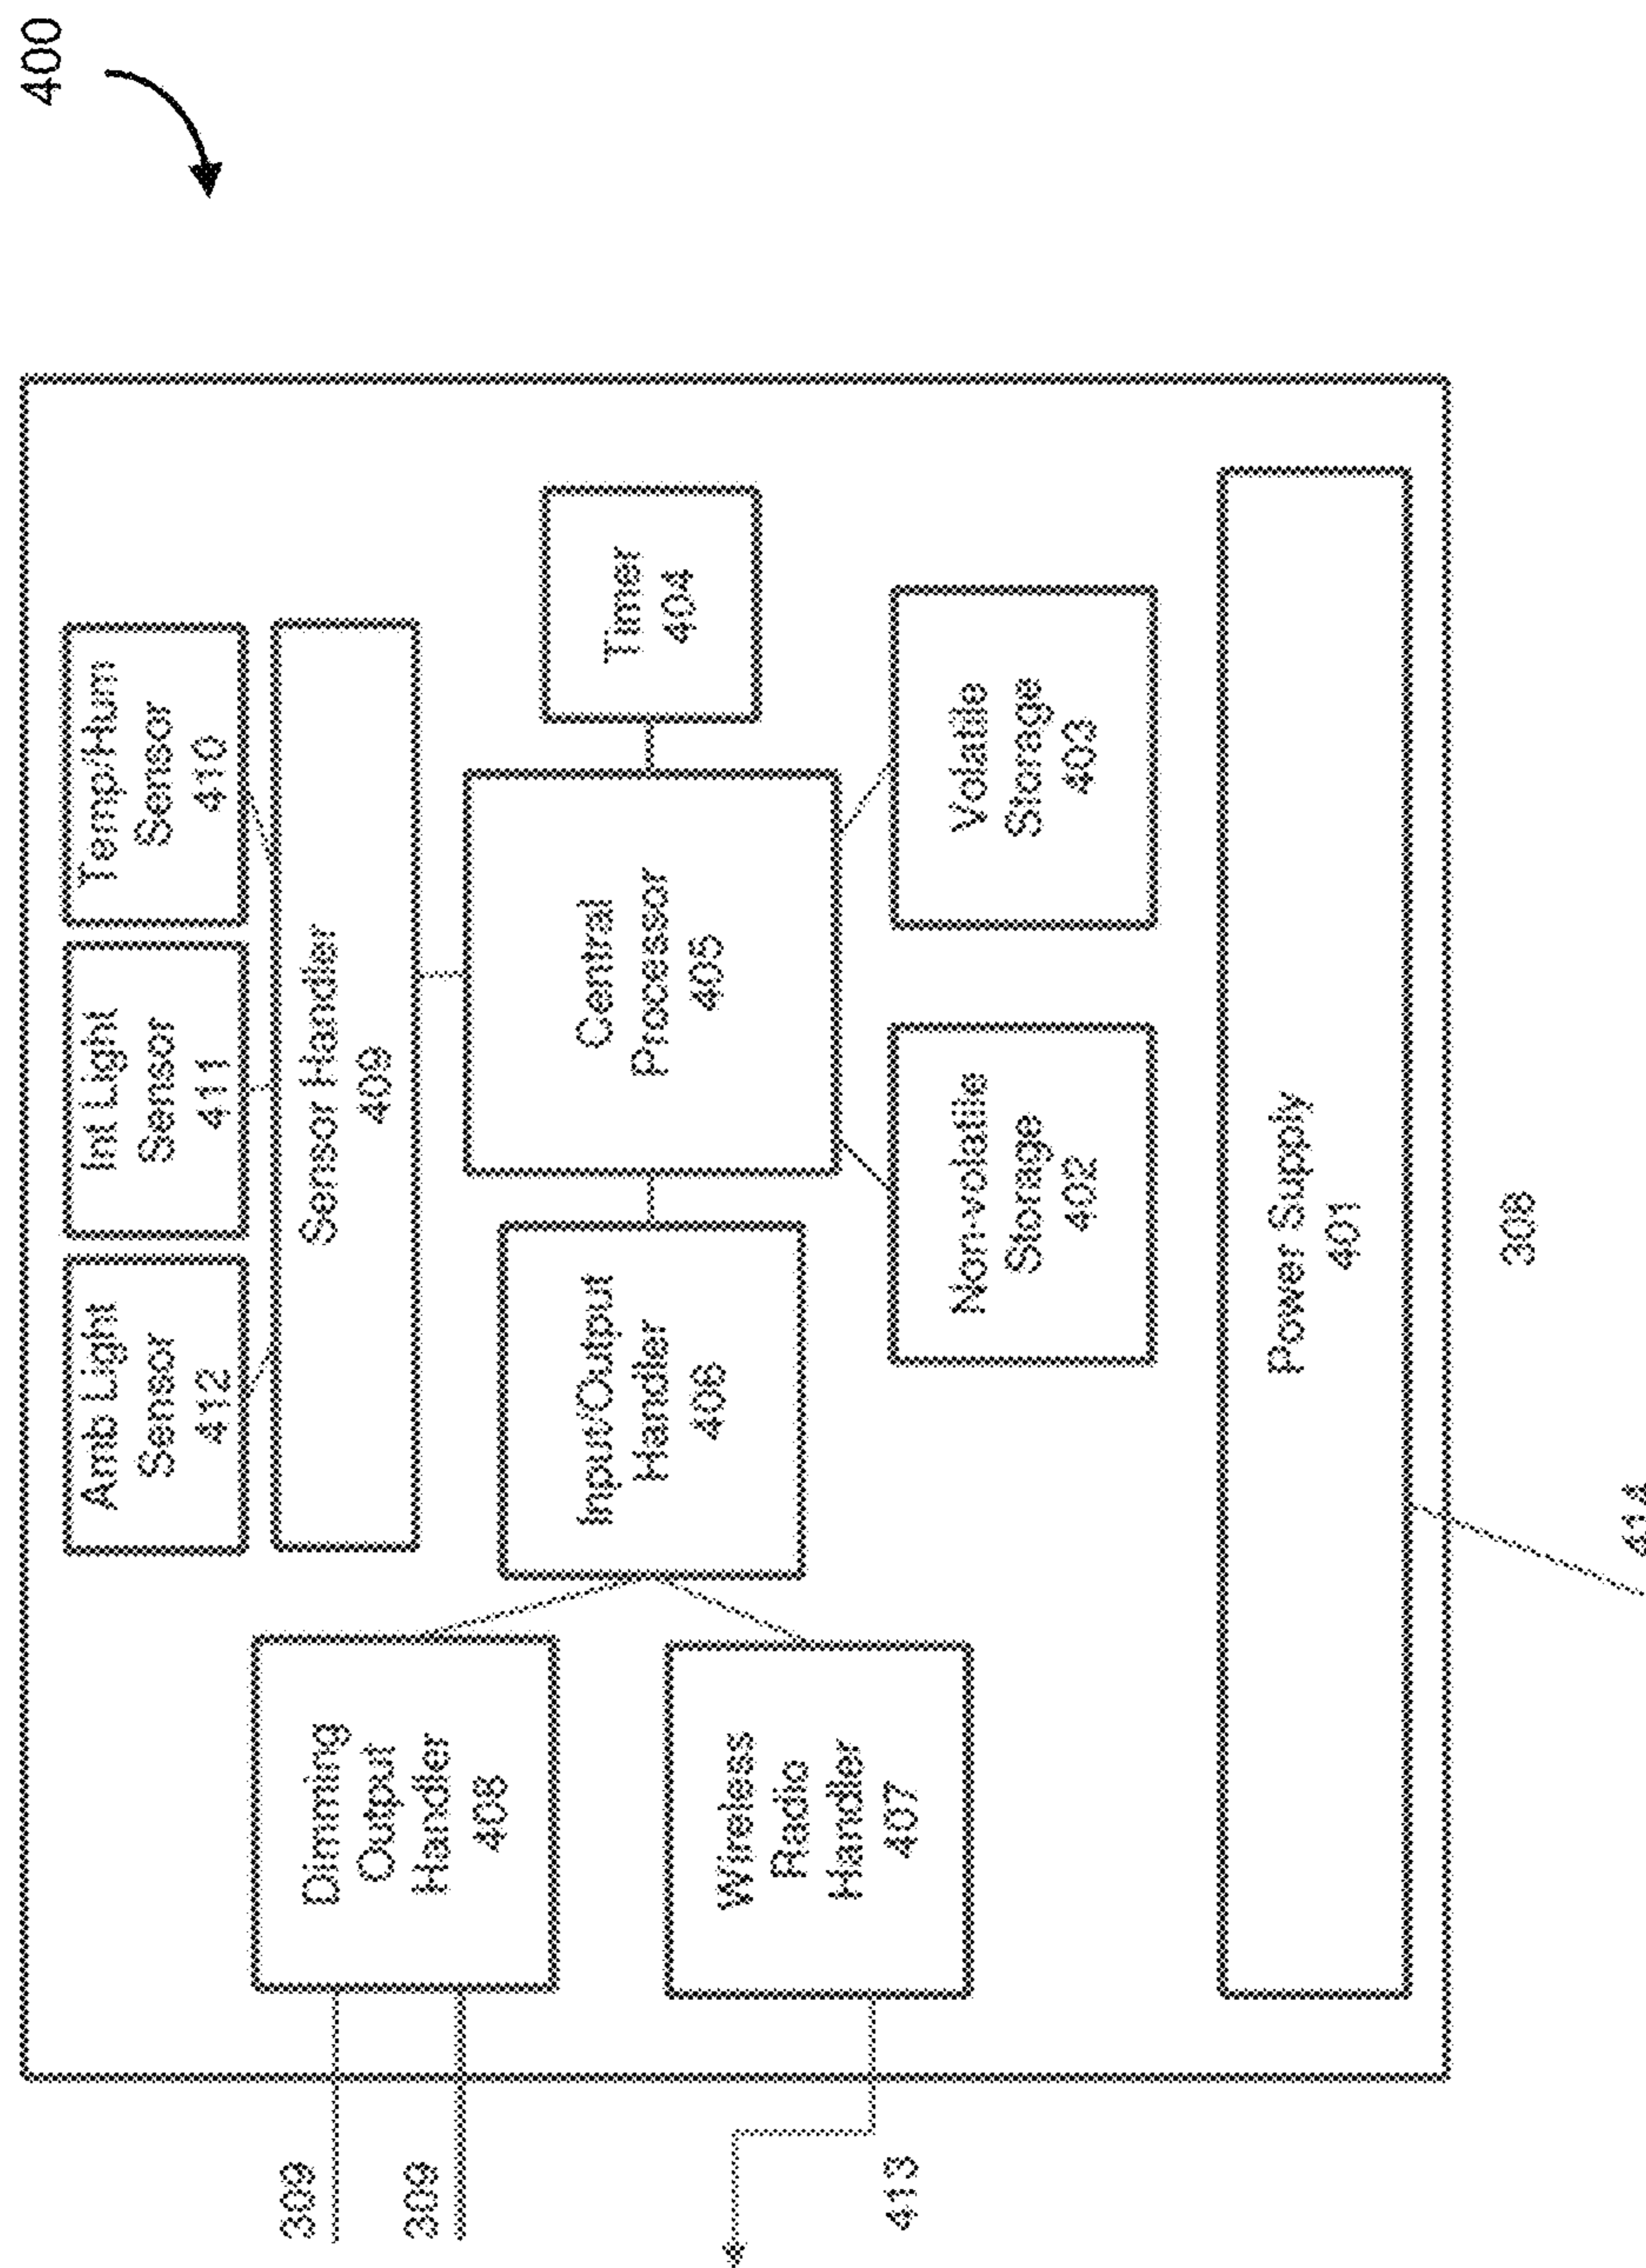 400
Amb Light
Sensor
412
Int Light
Sensor
411
Temp/Hum
Sensor
410
Sensor Handler
409
309
309
Dimming
Output
Handler
408
Input/Output
Handler
406
Central
Processor
405
Timer
404
413
Wireless
Radio
Handler
407
Non-volatile
Storage
402
Volatile
Storage
403
Power Supply
401
308